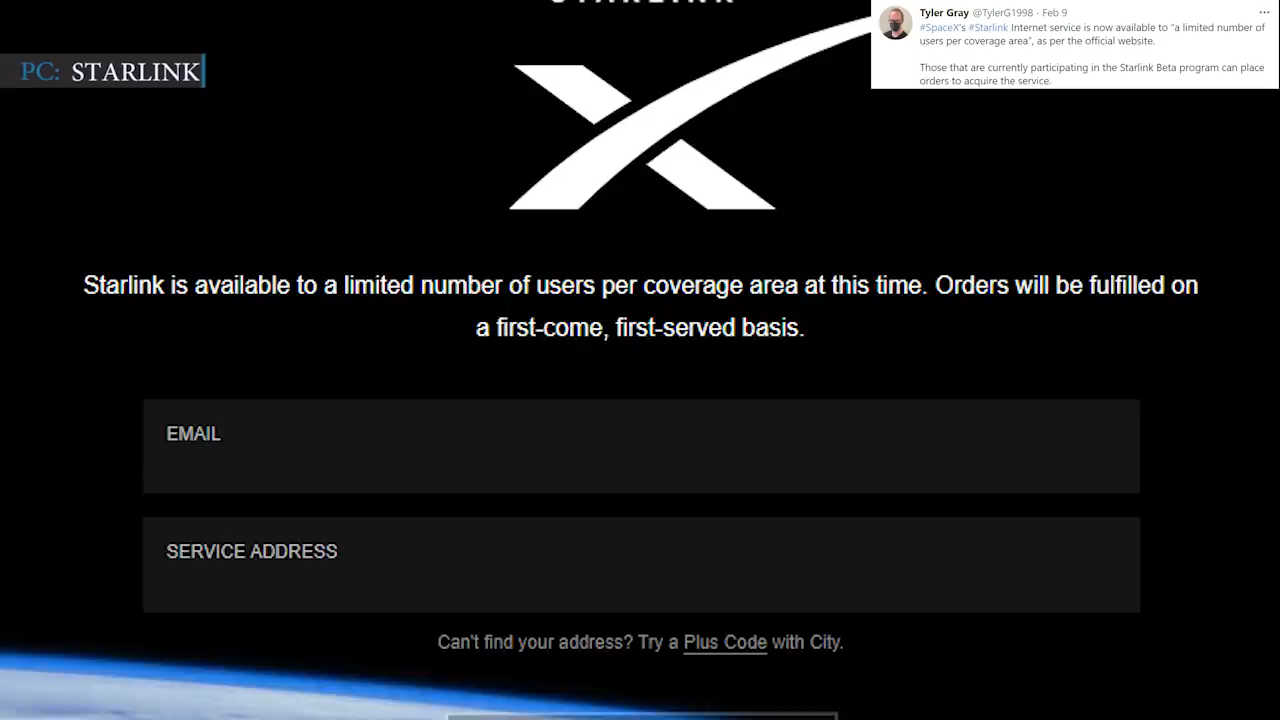 STARLINK
Tyler Gray @TylerG1998 · Feb 9
#SpaceX's #Starlink Internet service is now available to "a limited number of
users per coverage area", as per the official website.
Those that are currently participating in the Starlink Beta program can place
orders to acquire the service.
PC: STARLINK
Starlink is available to a limited number of users per coverage area at this time. Orders will be fulfilled on
a first-come, first-served basis.
EMAIL
SERVICE ADDRESS
Can't find your address? Try a Plus Code with City.